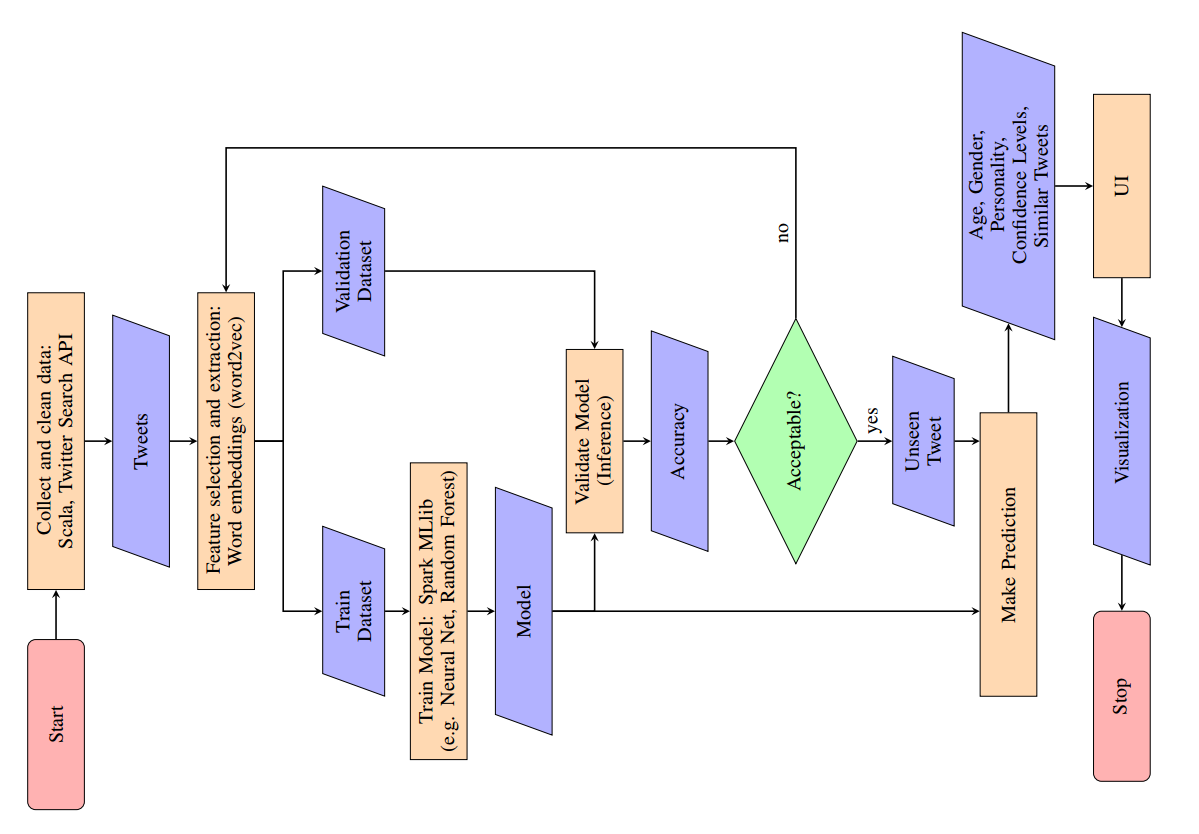 Start
Collect and clean data:
Scala, Twitter Search API
Tweets
Feature selection and extraction:
Word embeddings (word2vec)
Train
Dataset
Validation
Dataset
Train Model: Spark MLlib
(e.g. Neural Net, Random Forest)
Model
Validate Model
(Inference)
Accuracy
Acceptable?
no
yes
Unseen
Tweet
Make Prediction
Age, Gender,
Personality,
Confidence Levels,
Similar Tweets
UI
Visualization
Stop